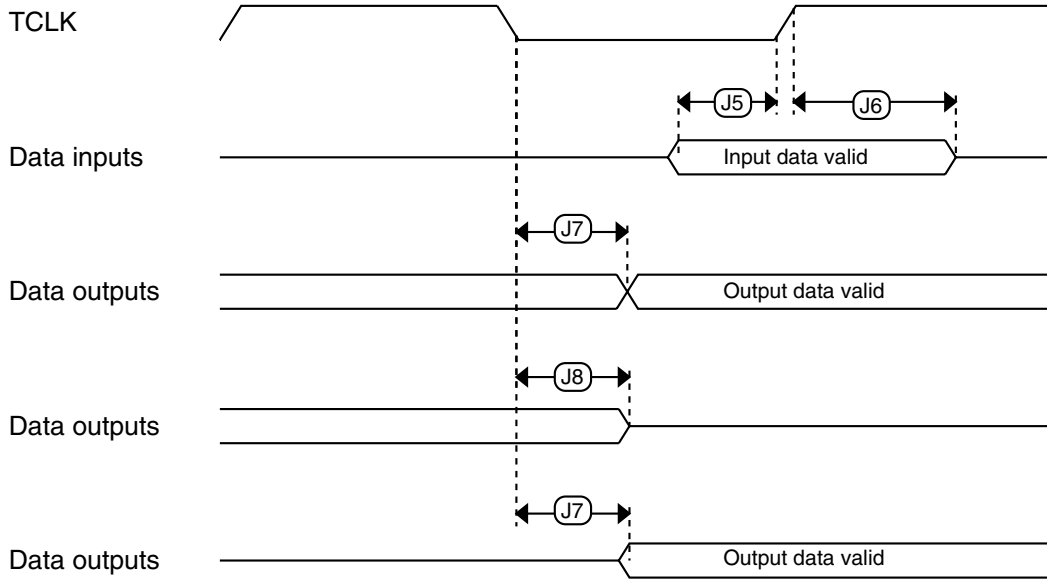 TCLK
J5
J6
Data inputs
Input data valid
J7
Data outputs
Output data valid
J8
Data outputs
J7
Data outputs
Output data valid